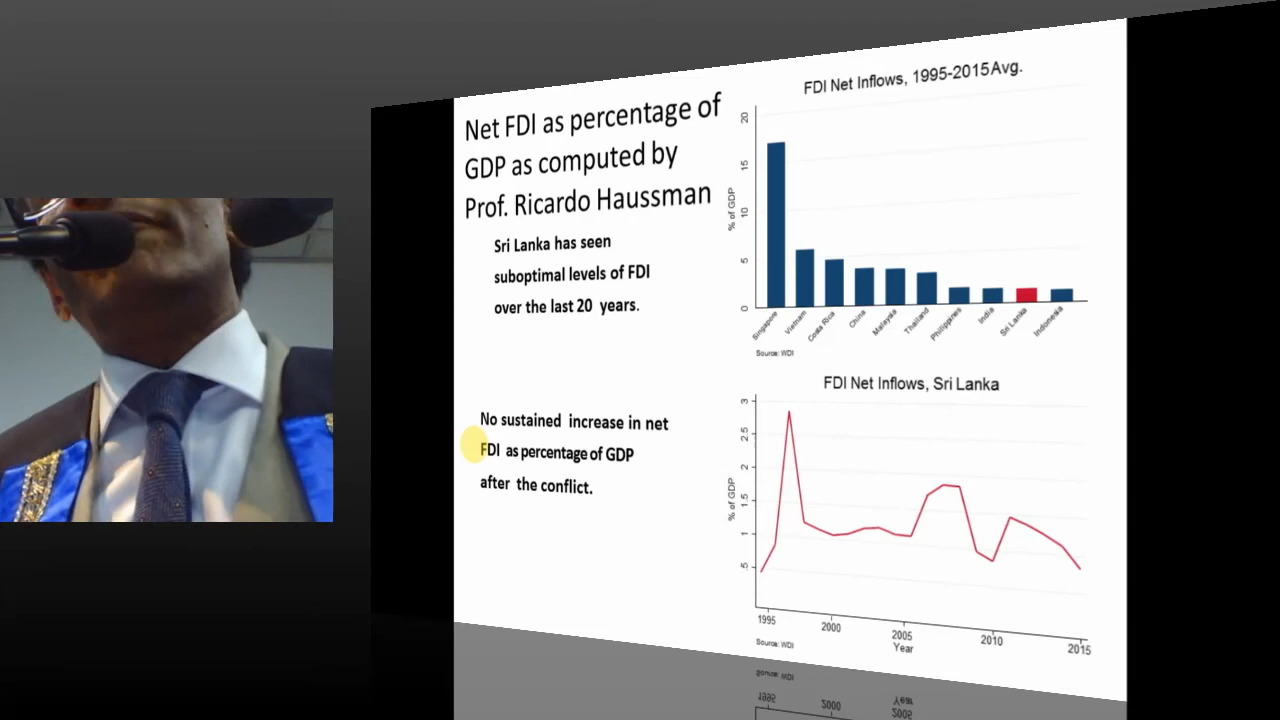 Net FDI as percentage of
GDP as computed by
Prof. Ricardo Haussman
Sri Lanka has seen
suboptimal levels of FDI
over the last 20 years.
No sustained increase in net
FDI as percentage of GDP
after the conflict.
FDI Net Inflows, 1995-2015Avg.
% of GDP
20
15
10
5
0
Singapore
Vietnam
Costa Rica
China
Malaysia
Thailand
Philippines
India
Sri Lanka
Indonesia
Source: WDI
FDI Net Inflows, Sri Lanka
% of GDP
3
2.5
2
1.5
1
.5
1995
2000
2005
2010
2015
Year
Source: WDI